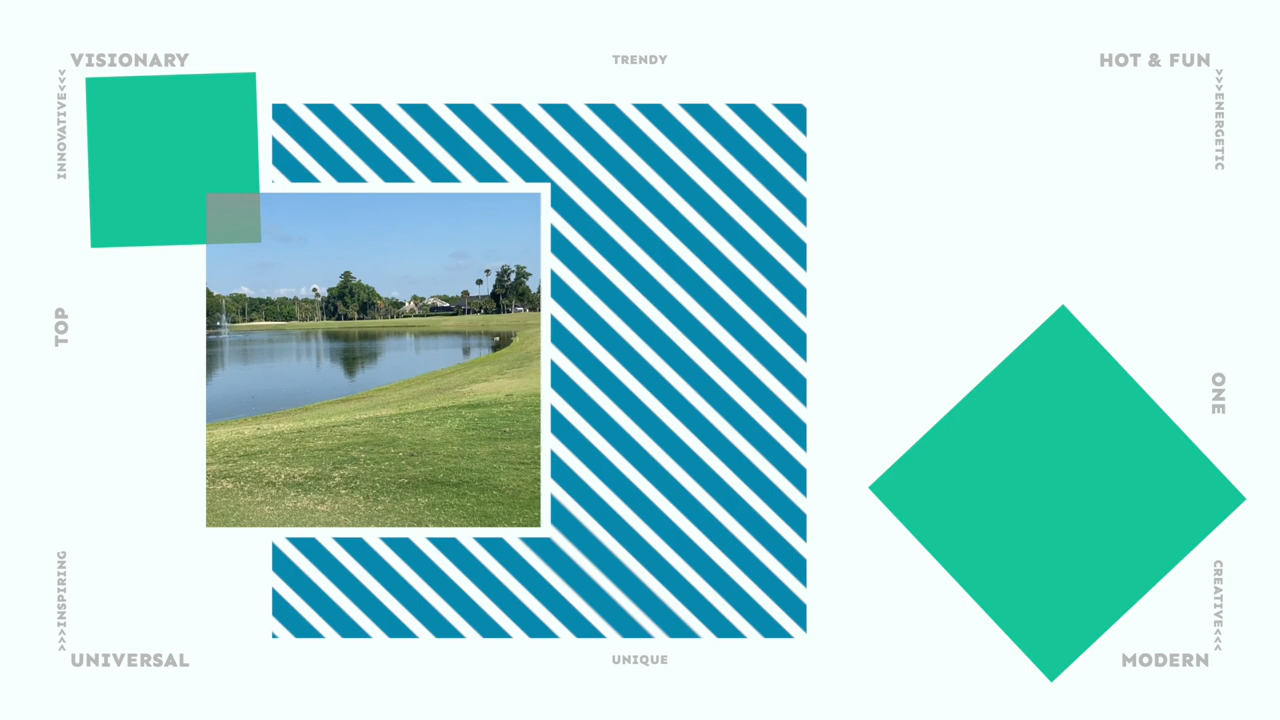 VISIONARY
TRENDY
HOT & FUN
INNOVATIVE<<<
>>>ENERGETIC
TOP
ONE
>>>INSPIRING
CREATIVE<<<
UNIVERSAL
UNIQUE
MODERN